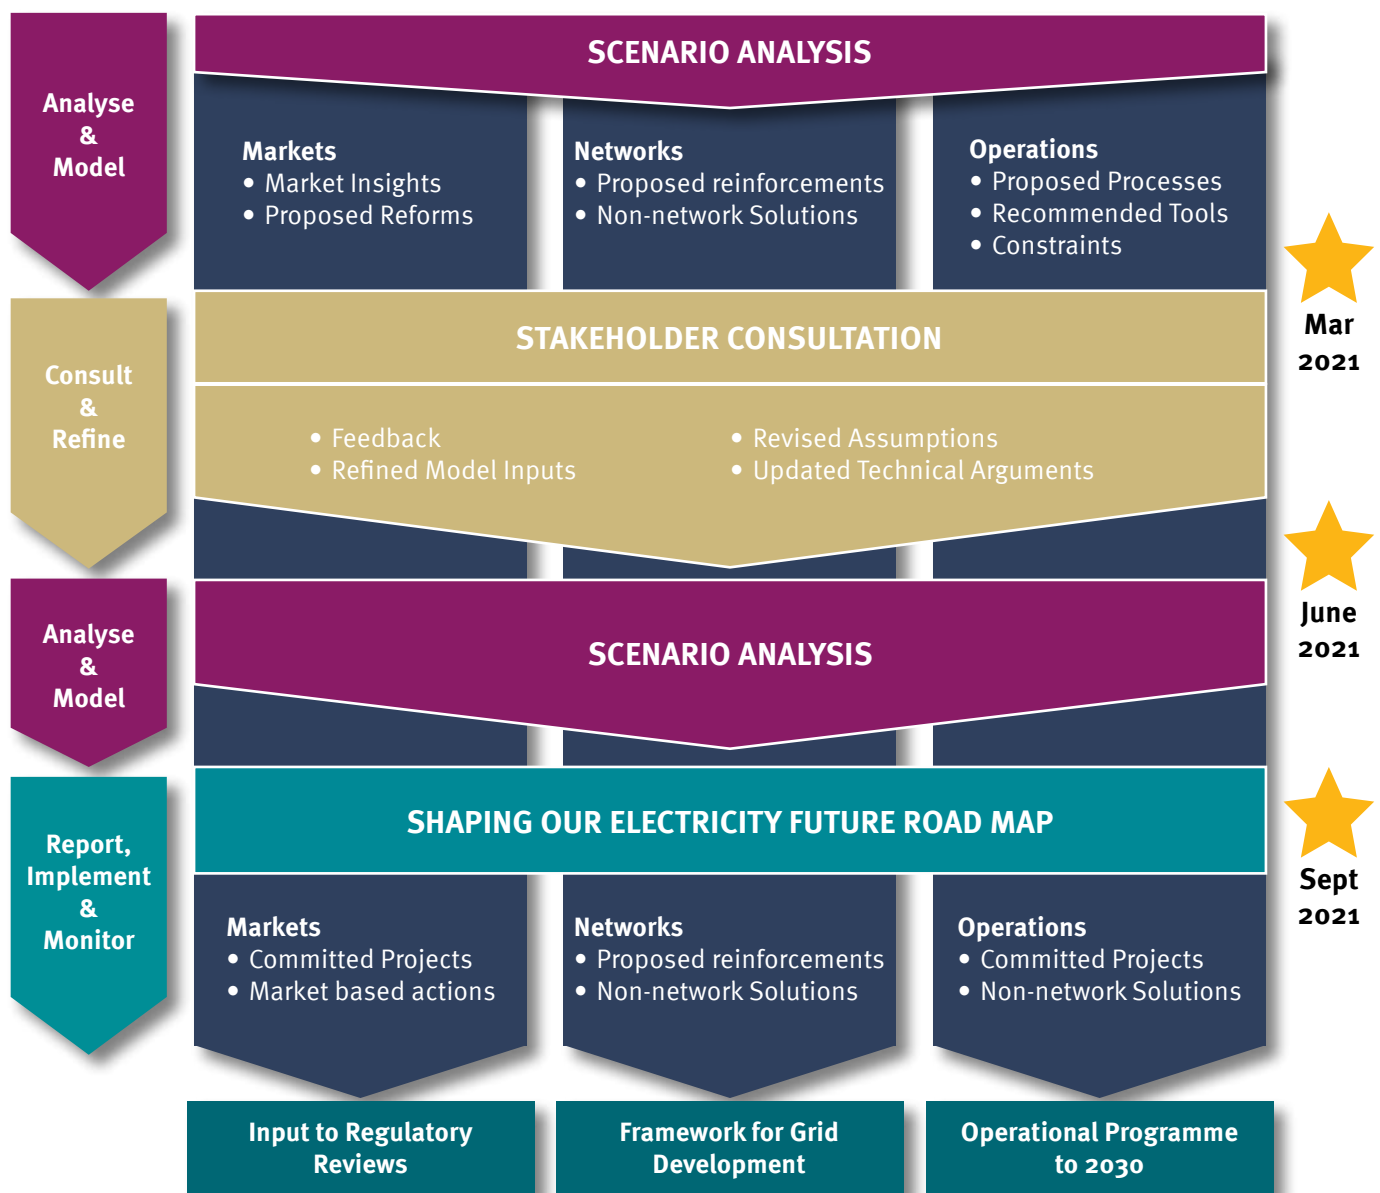 Analyse
&
Model
SCENARIO ANALYSIS
Markets
• Market Insights
• Proposed Reforms
Networks
• Proposed reinforcements
• Non-network Solutions
Operations
• Proposed Processes
• Recommended Tools
• Constraints
Mar
2021
Consult
&
Refine
STAKEHOLDER CONSULTATION
• Feedback
• Refined Model Inputs
• Revised Assumptions
• Updated Technical Arguments
June
2021
Analyse
&
Model
SCENARIO ANALYSIS
Report,
Implement
&
Monitor
SHAPING OUR ELECTRICITY FUTURE ROAD MAP
Sept
2021
Markets
• Committed Projects
• Market based actions
Networks
• Proposed reinforcements
• Non-network Solutions
Operations
• Committed Projects
• Non-network Solutions
Input to Regulatory
Reviews
Framework for Grid
Development
Operational Programme
to 2030